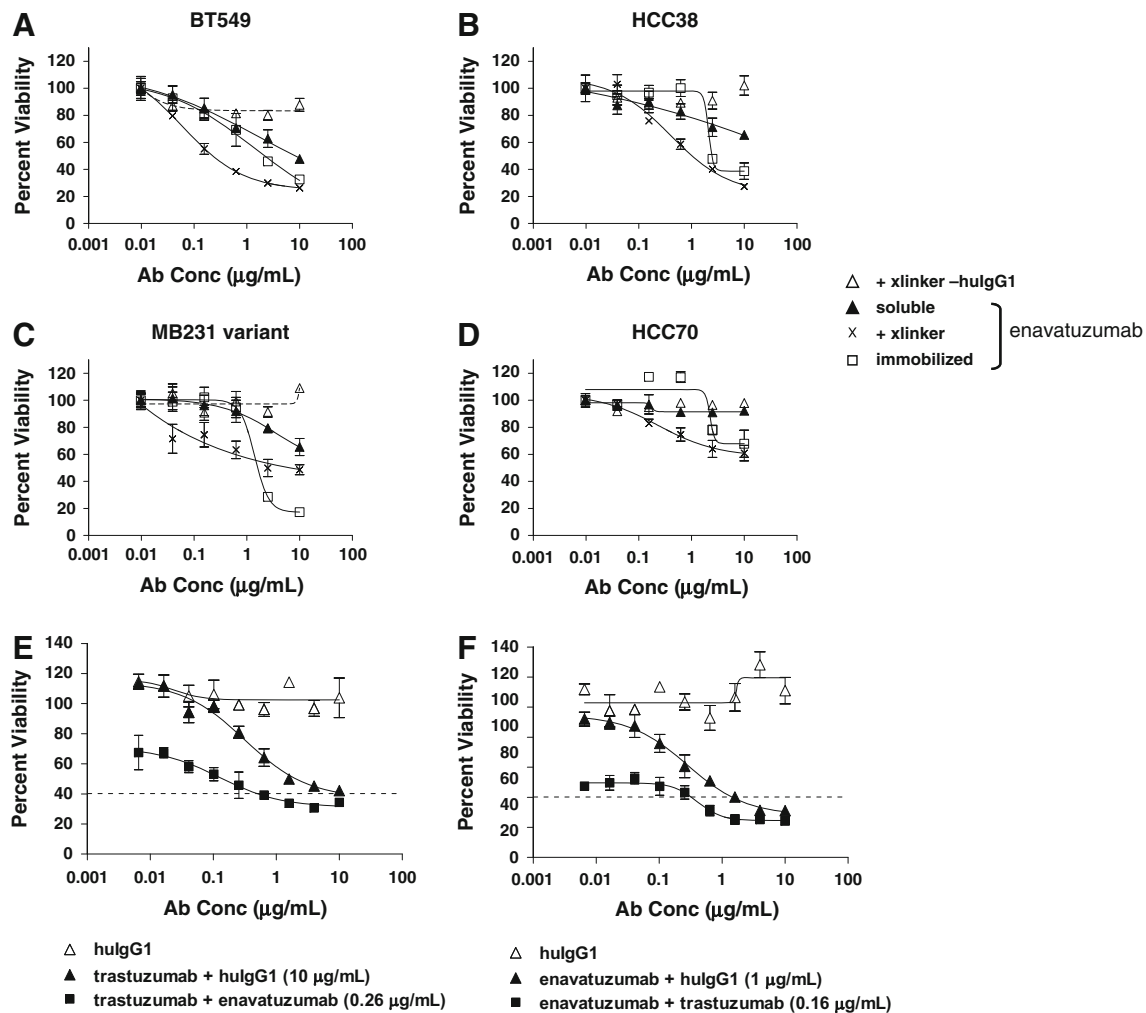 A
BT549
Percent Viability
120
100
80
60
40
20
0
0.001 0.01 0.1 1 10 100
Ab Conc (μg/mL)
B
HCC38
Percent Viability
120
100
80
60
40
20
0
0.001 0.01 0.1 1 10 100
Ab Conc (μg/mL)
+ xlinker –huIgG1
soluble
+ xlinker
immobilized
enavatuzumab
C
MB231 variant
Percent Viability
120
100
80
60
40
20
0
0.001 0.01 0.1 1 10 100
Ab Conc (μg/mL)
D
HCC70
Percent Viability
120
100
80
60
40
20
0
0.001 0.01 0.1 1 10 100
Ab Conc (μg/mL)
E
Percent Viability
140
120
100
80
60
40
20
0
0.001 0.01 0.1 1 10 100
Ab Conc (μg/mL)
huIgG1
trastuzumab + huIgG1 (10 μg/mL)
trastuzumab + enavatuzumab (0.26 μg/mL)
F
Percent Viability
140
120
100
80
60
40
20
0
0.001 0.01 0.1 1 10 100
Ab Conc (μg/mL)
huIgG1
enavatuzumab + huIgG1 (1 μg/mL)
enavatuzumab + trastuzumab (0.16 μg/mL)